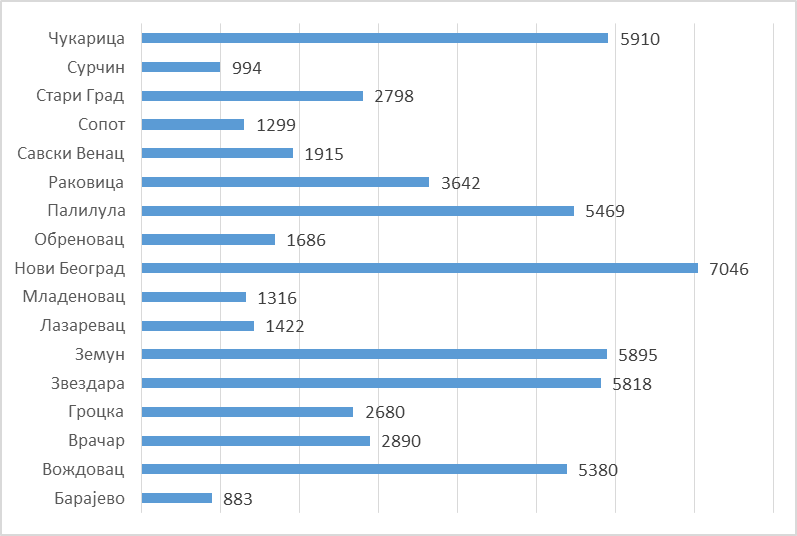 Чукарица 5910
Сурчин 994
Стари Град 2798
Сопот 1299
Савски Венац 1915
Раковица 3642
Палилула 5469
Обреновац 1686
Нови Београд 7046
Младеновац 1316
Лазаревац 1422
Земун 5895
Звездара 5818
Гроцка 2680
Врачар 2890
Вождовац 5380
Барајево 883